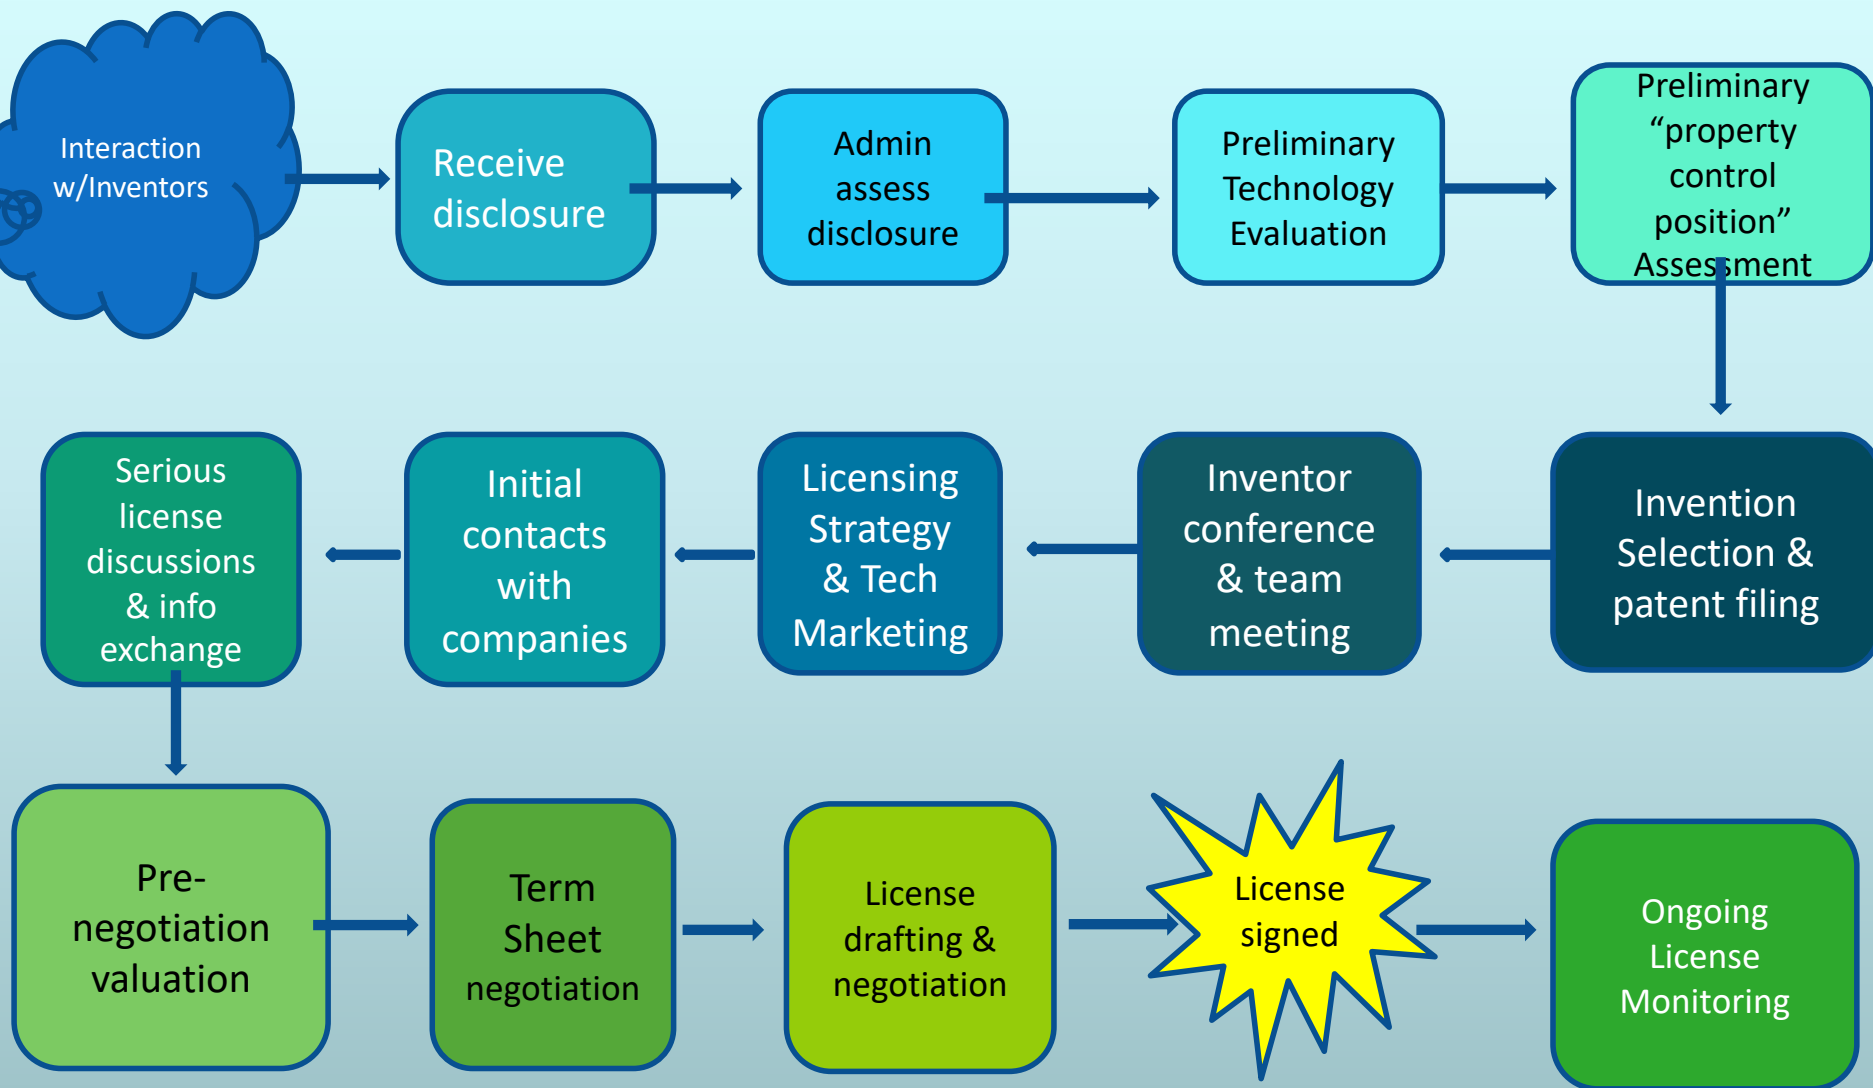 Interaction
w/Inventors
Receive
disclosure
Admin
assess
disclosure
Preliminary
Technology
Evaluation
Preliminary
“property
control
position”
Assessment
Serious
license
discussions
& info
exchange
Initial
contacts
with
companies
Licensing
Strategy
& Tech
Marketing
Inventor
conference
& team
meeting
Invention
Selection &
patent filing
Pre-
negotiation
valuation
Term
Sheet
negotiation
License
drafting &
negotiation
License
signed
Ongoing
License
Monitoring